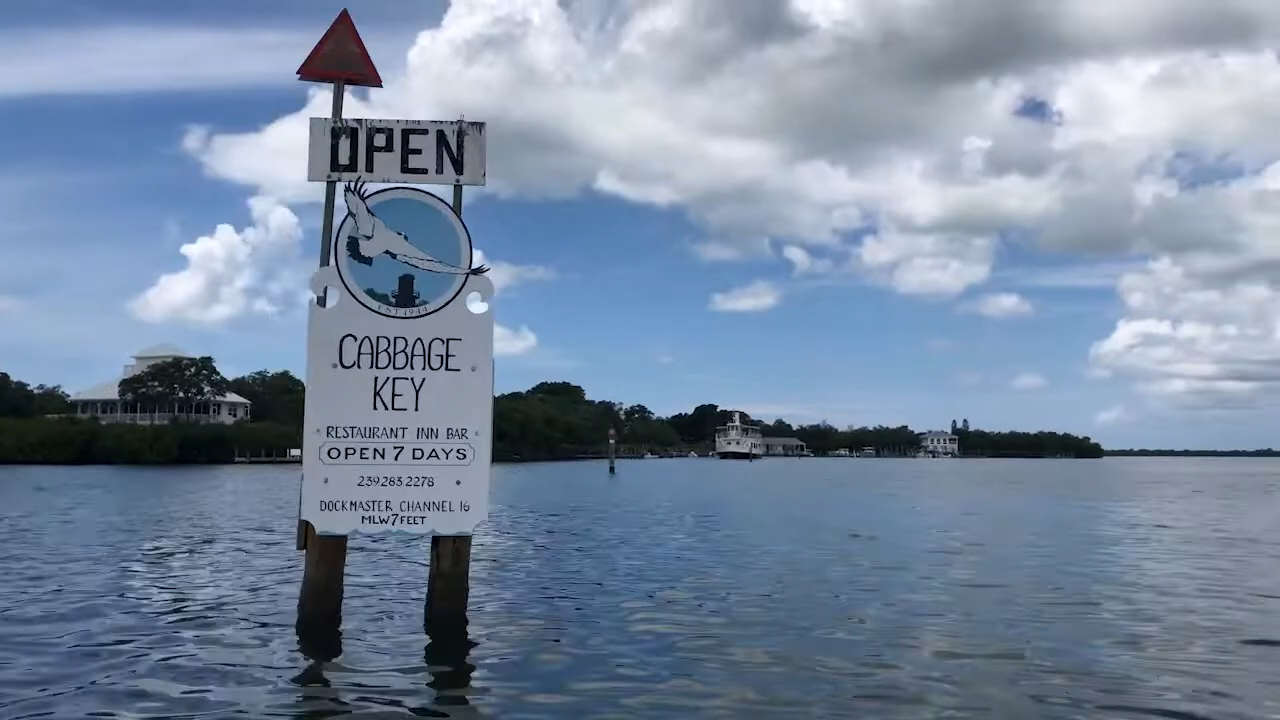 OPEN
EST 1944
CABBAGE
KEY
RESTAURANT INN BAR
OPEN 7 DAYS
239.283.2278
DOCKMASTER CHANNEL 16
MLW 7 FEET